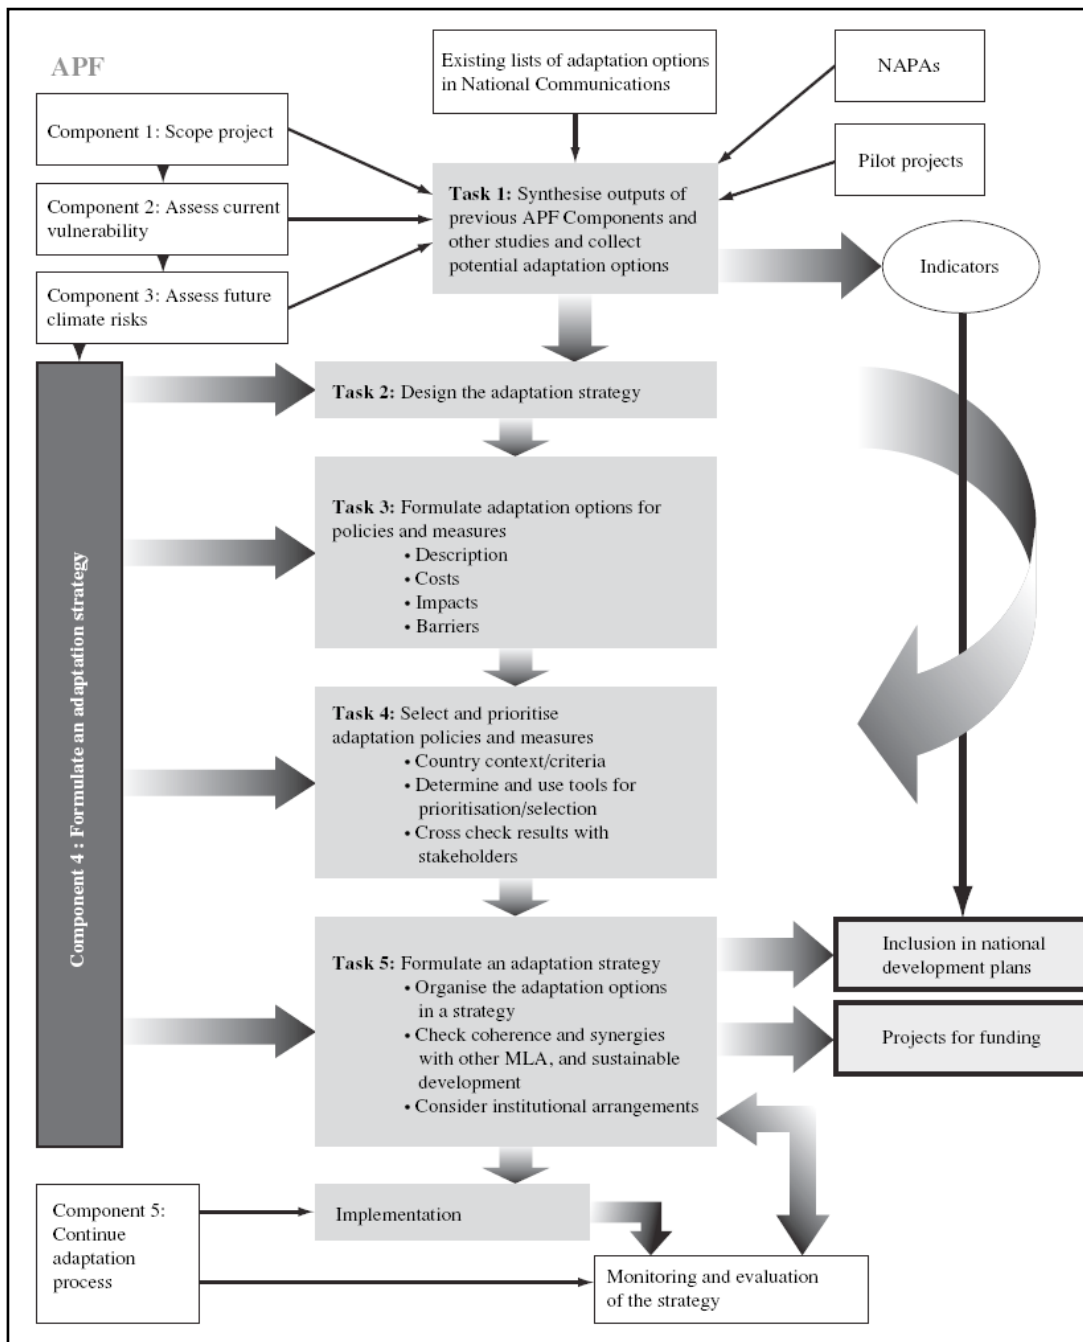 APF
Existing lists of adaptation options
in National Communications
NAPAs
Component 1: Scope project
Pilot projects
Component 2: Assess current
vulnerability
Task 1: Synthesise outputs of
previous APF Components and
other studies and collect
potential adaptation options
Component 3: Assess future
climate risks
Indicators
Component 4 : Formulate an adaptation strategy
Task 2: Design the adaptation strategy
Task 3: Formulate adaptation options for
policies and measures
• Description
• Costs
• Impacts
• Barriers
Task 4: Select and prioritise
adaptation policies and measures
• Country context/criteria
• Determine and use tools for
prioritisation/selection
• Cross check results with
stakeholders
Task 5: Formulate an adaptation strategy
• Organise the adaptation options
in a strategy
• Check coherence and synergies
with other MLA, and sustainable
development
• Consider institutional arrangements
Inclusion in national
development plans
Projects for funding
Component 5:
Continue
adaptation
process
Implementation
Monitoring and evaluation
of the strategy